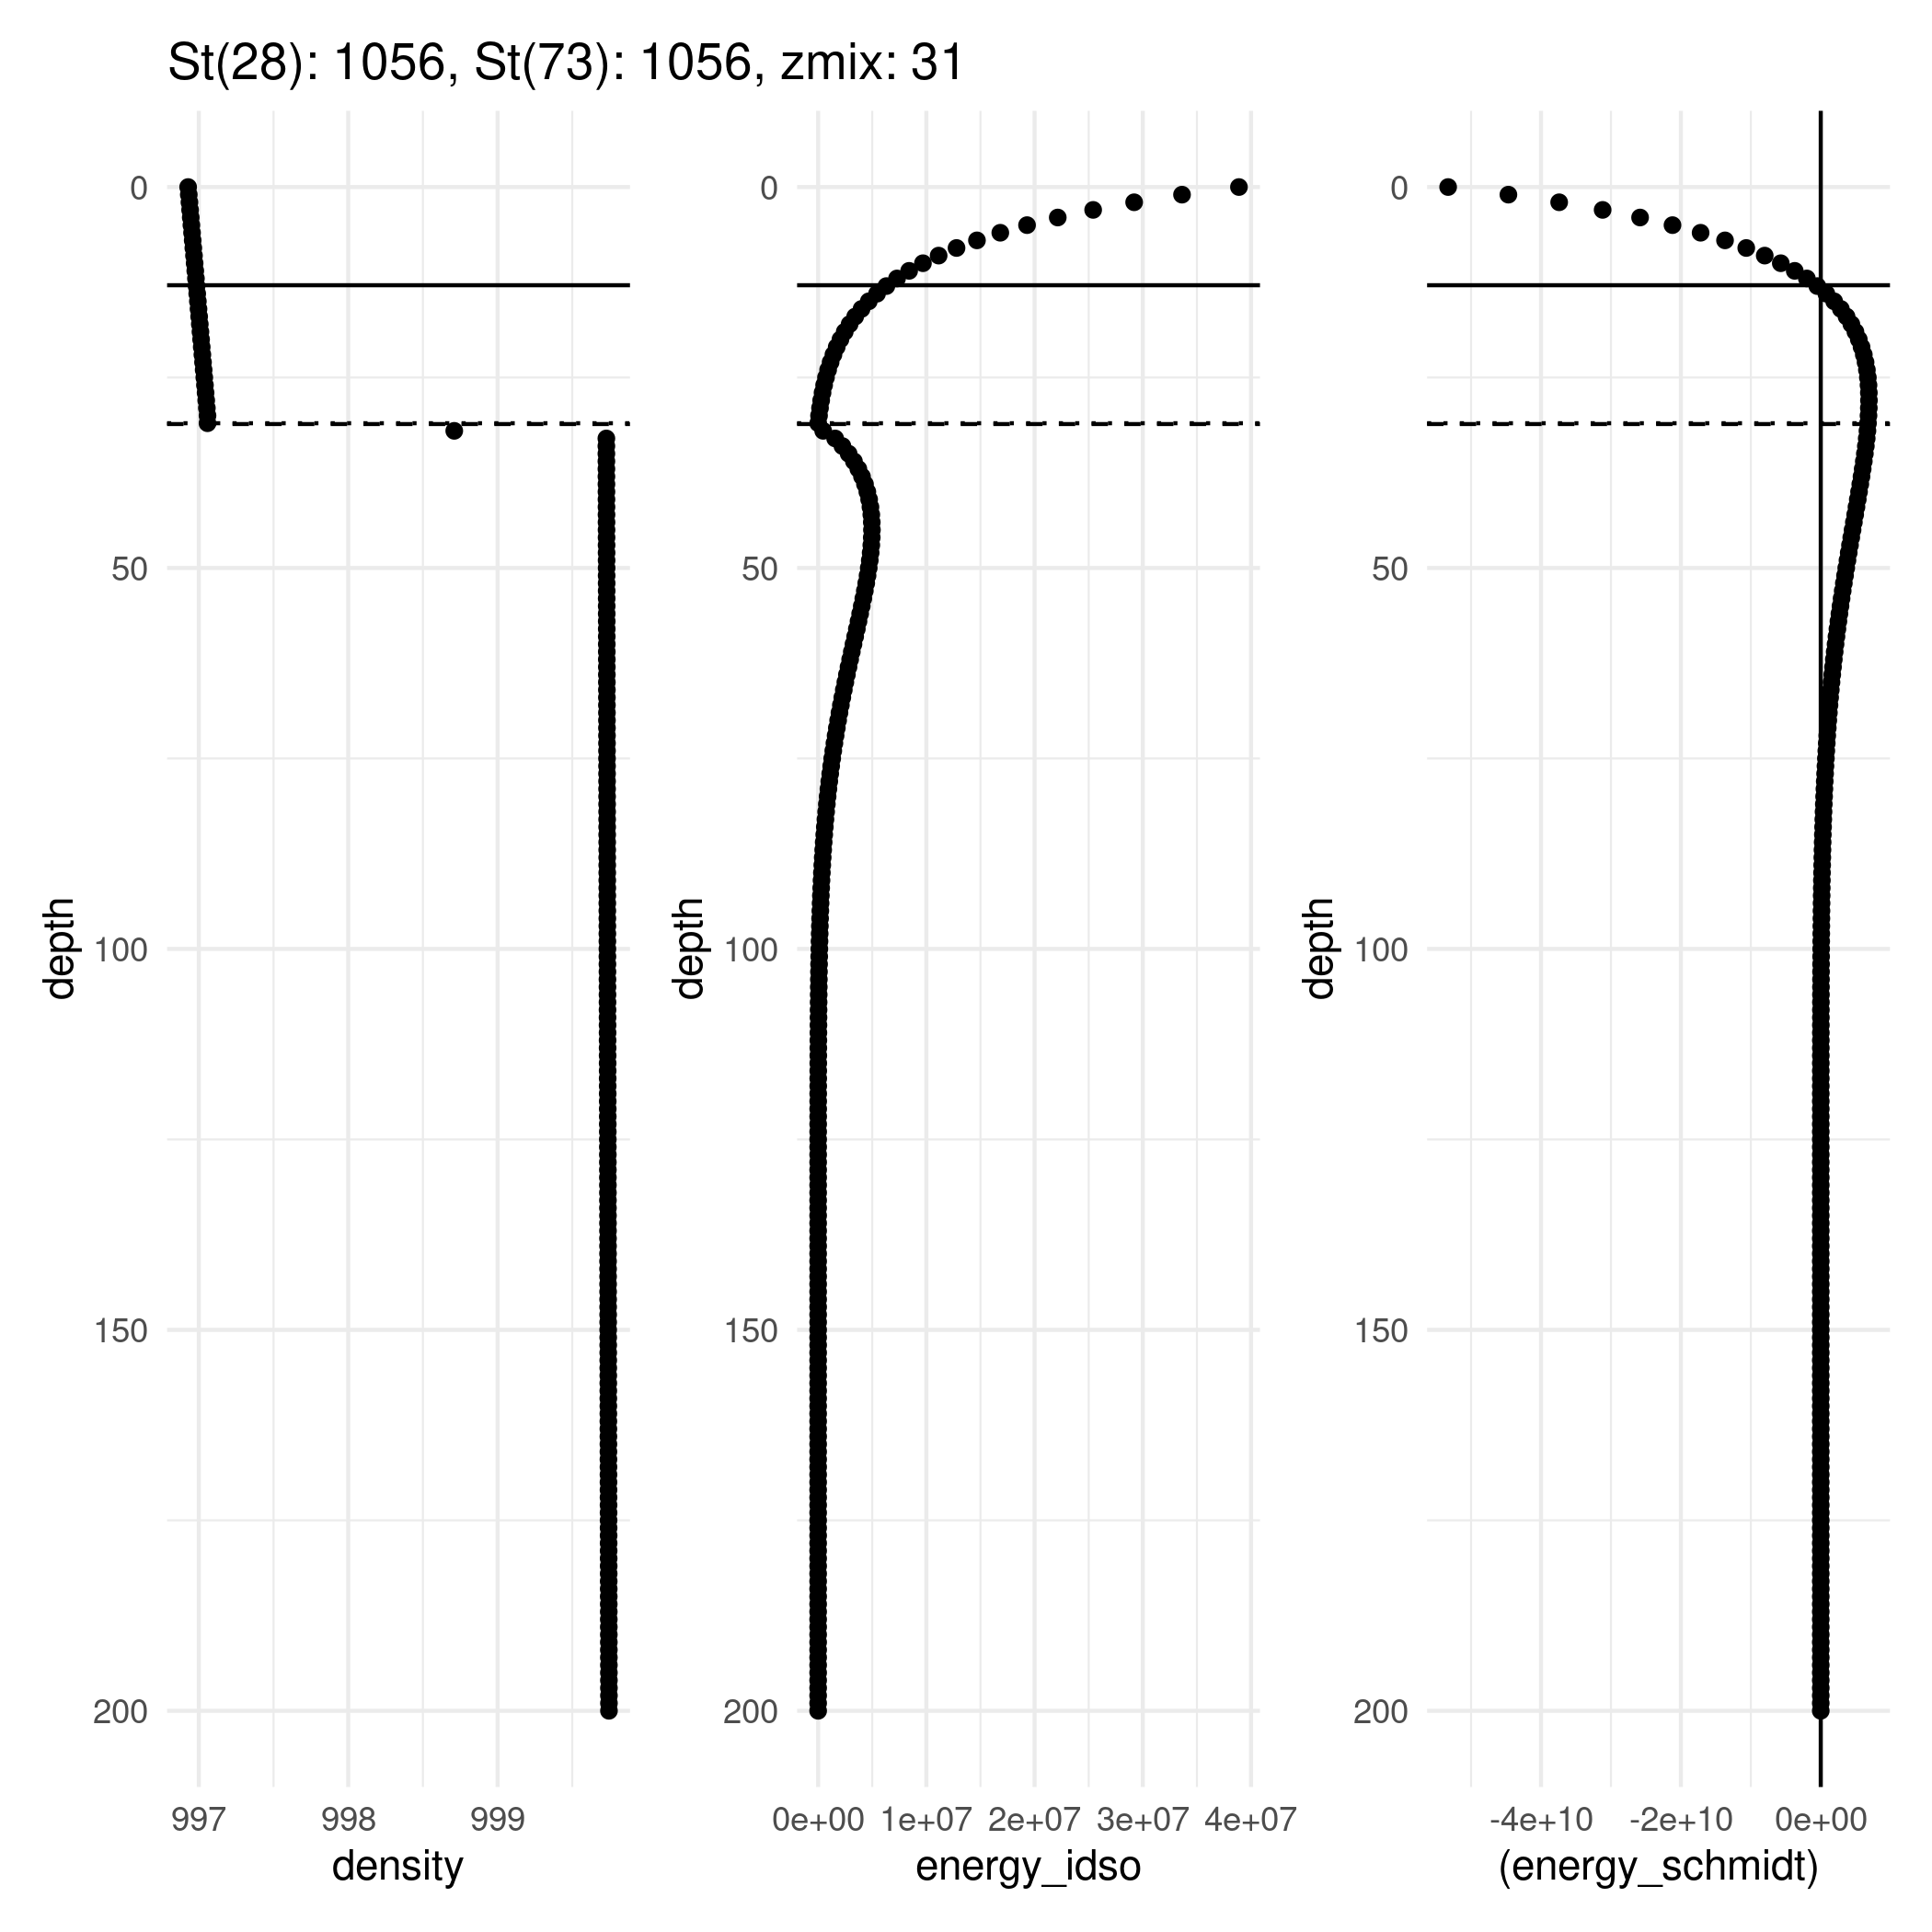 St(28): 1056, St(73): 1056, zmix: 31
0
50
100
150
200
depth
997 998 999
density
0
50
100
150
200
depth
0e+00 1e+07 2e+07 3e+07 4e+07
energy_idso
0
50
100
150
200
depth
-4e+10 -2e+10 0e+00
(energy_schmidt)